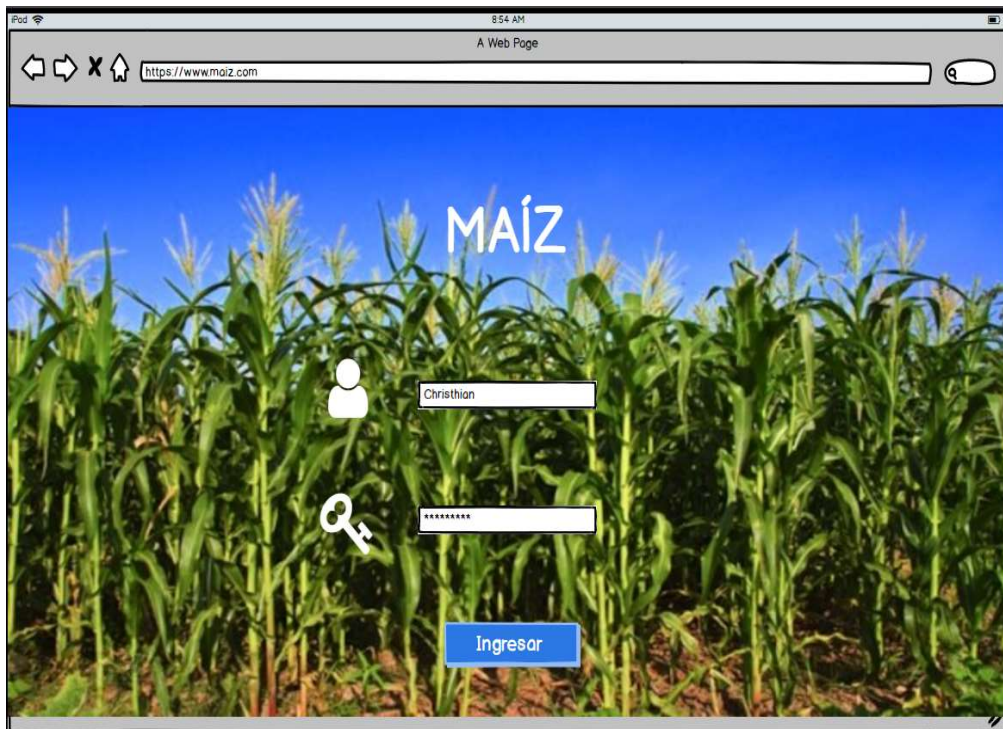 iPod 8:54 AM
A Web Page
https://www.maiz.com
MAÍZ
Christhian
*********
Ingresar